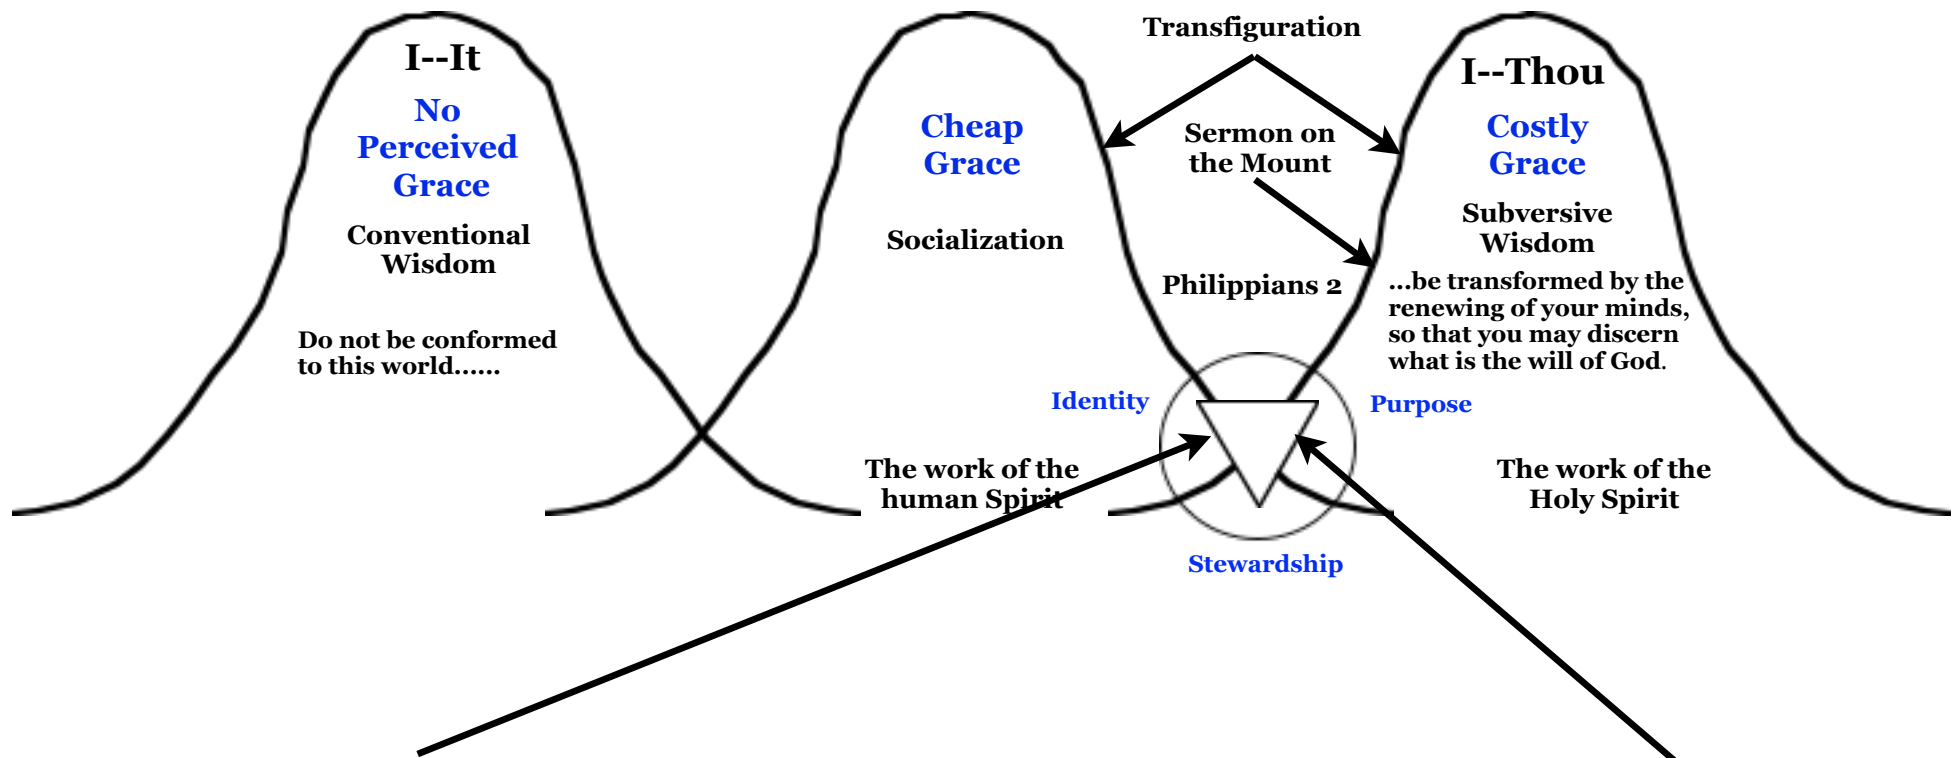 I--It
No
Perceived
Grace
Conventional
Wisdom
Do not be conformed
to this world......
Cheap
Grace
Socialization
The work of the
human Spirit
Transfiguration
Sermon on
the Mount
Philippians 2
Identity
Purpose
Stewardship
I--Thou
Costly
Grace
Subversive
Wisdom
...be transformed by the
renewing of your minds,
so that you may discern
what is the will of God.
The work of the
Holy Spirit